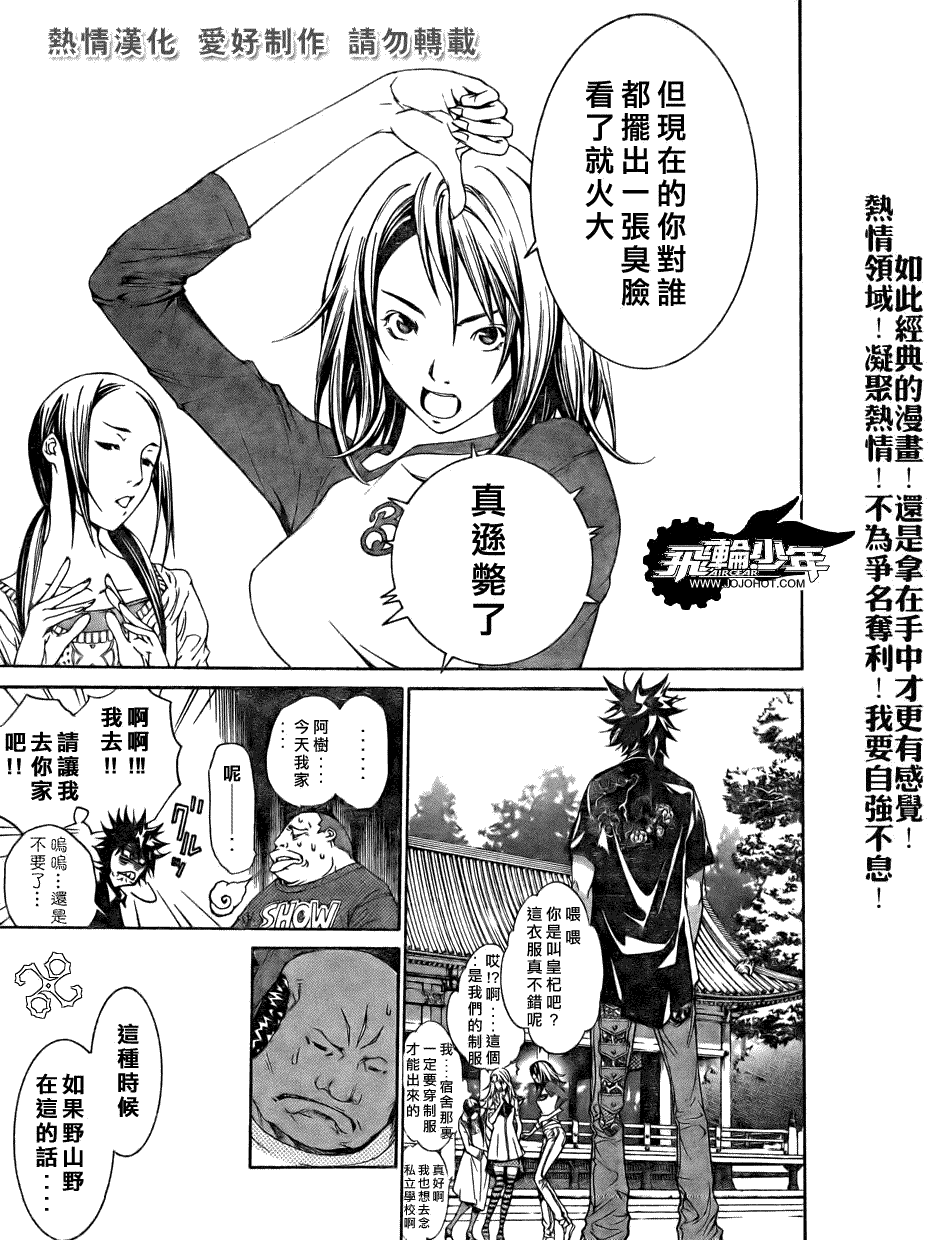 熱情漢化 愛好制作 請勿轉載
如此經典的漫畫！還是拿在手中才更有感覺！
熱情領域！凝聚熱情！不為爭名奪利！我要自強不息！
但現在的你對誰
都擺出一張臭臉
看了就火大
真遜斃了
飛輪少年
AIRGEAR
WWW.JOJOHOT.COM
喂喂
你是叫皇杞吧？
這衣服真不錯呢
哎!?啊…這個
…是我們的制服
我…宿舍那裏
一定要穿制服
才能出來的
真好啊
我也想去念
私立學校啊
……
阿樹……
今天我家
……
呢……
SHOW
啊啊!!!
我去!!
請讓我
去你家
吧!!
グルッ
嗚嗚…還是
不要了…
這種時候
如果野山野
在這的話……